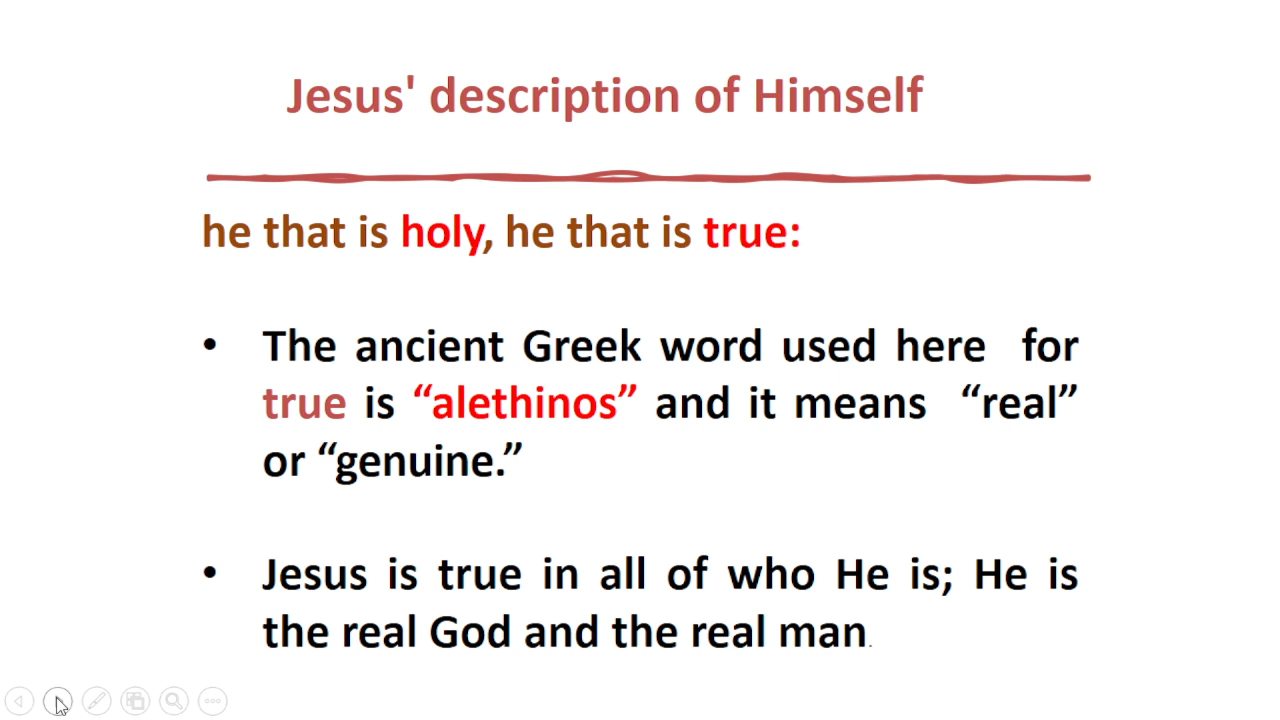 Jesus' description of Himself
he that is holy, he that is true:
• The ancient Greek word used here for
true is “alethinos” and it means “real”
or “genuine.”
• Jesus is true in all of who He is; He is
the real God and the real man.